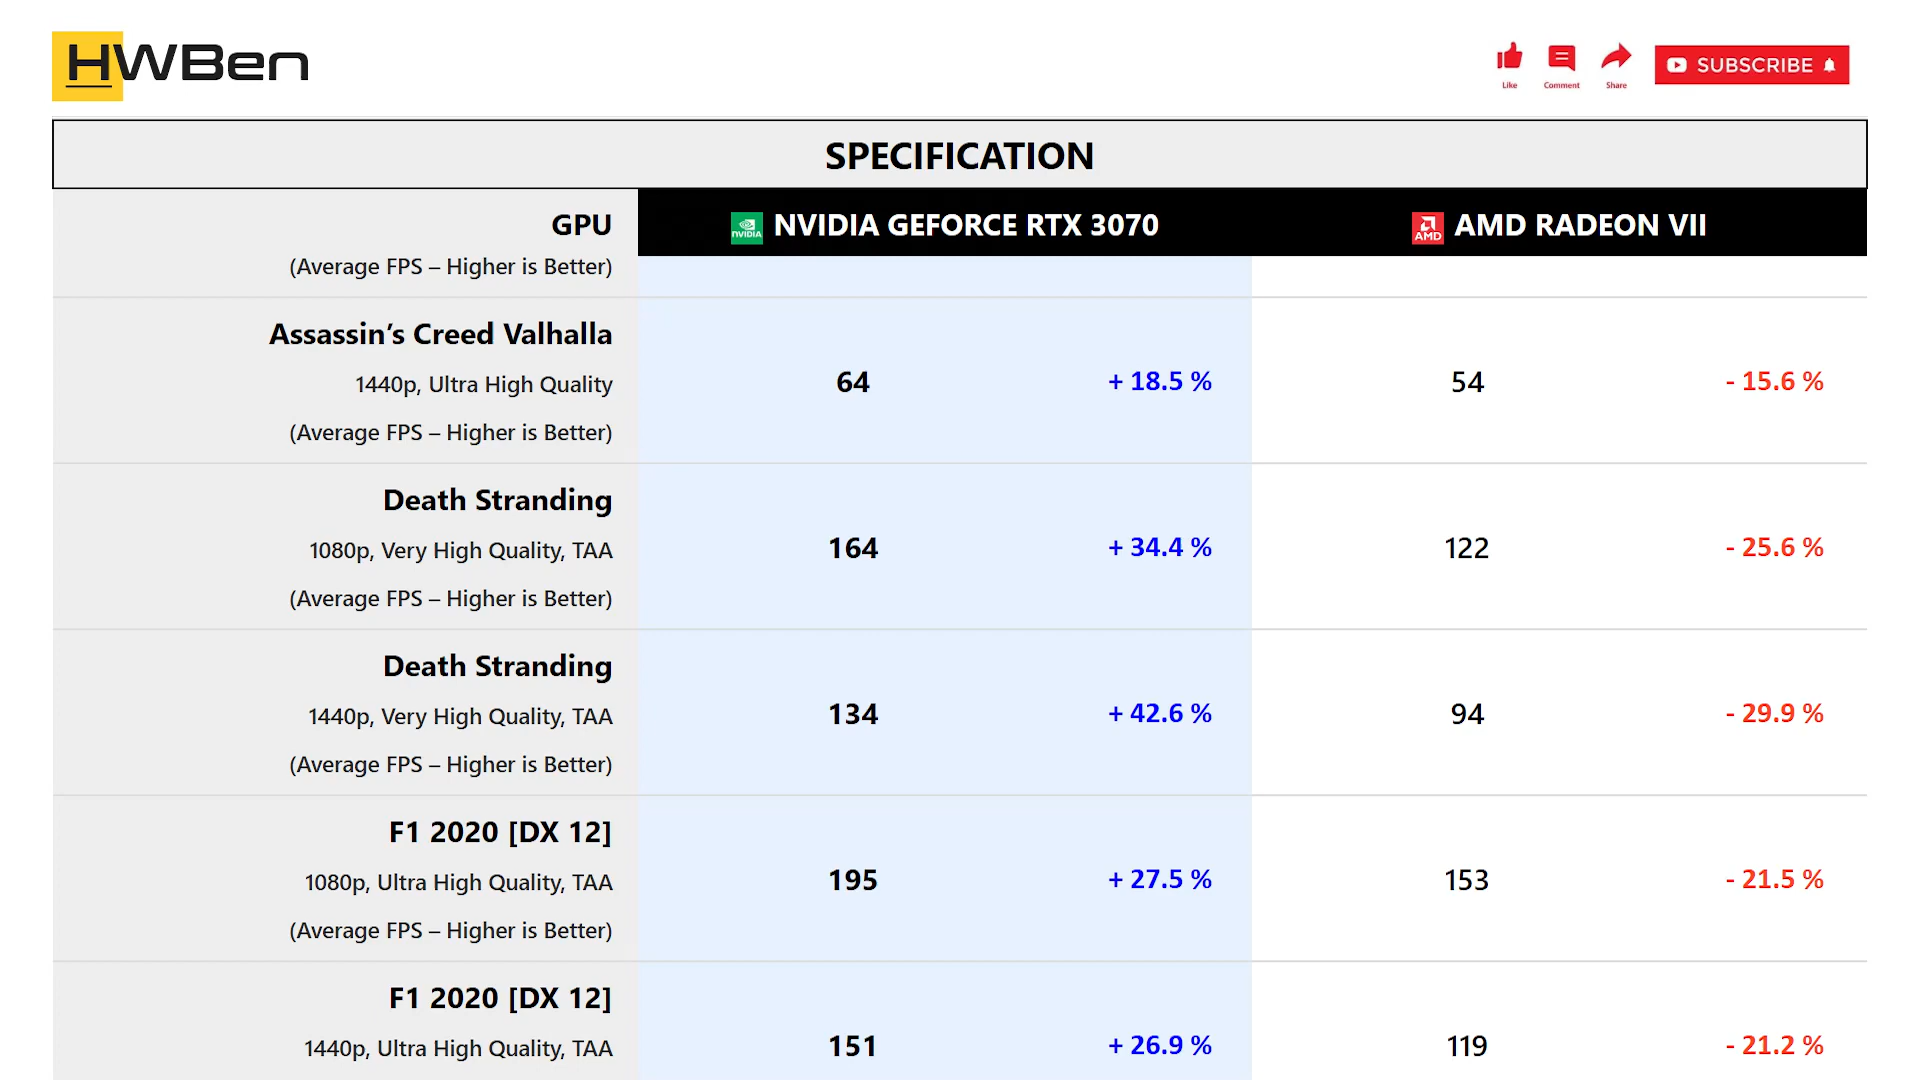 HWBen
Like
Comment
Share
SUBSCRIBE
SPECIFICATION
GPU
NVIDIA
NVIDIA GEFORCE RTX 3070
AMD
AMD RADEON VII
(Average FPS – Higher is Better)
Assassin’s Creed Valhalla
1440p, Ultra High Quality
(Average FPS – Higher is Better)
64 + 18.5 % 54 - 15.6 %
Death Stranding
1080p, Very High Quality, TAA
(Average FPS – Higher is Better)
164 + 34.4 % 122 - 25.6 %
Death Stranding
1440p, Very High Quality, TAA
(Average FPS – Higher is Better)
134 + 42.6 % 94 - 29.9 %
F1 2020 [DX 12]
1080p, Ultra High Quality, TAA
(Average FPS – Higher is Better)
195 + 27.5 % 153 - 21.5 %
F1 2020 [DX 12]
1440p, Ultra High Quality, TAA
151 + 26.9 % 119 - 21.2 %